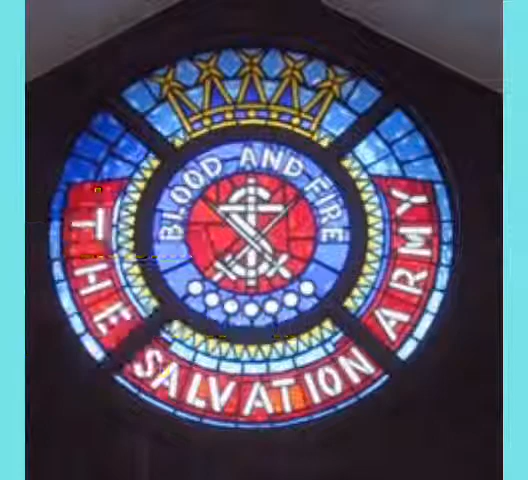 BLOOD AND FIRE
S
THE SALVATION ARMY